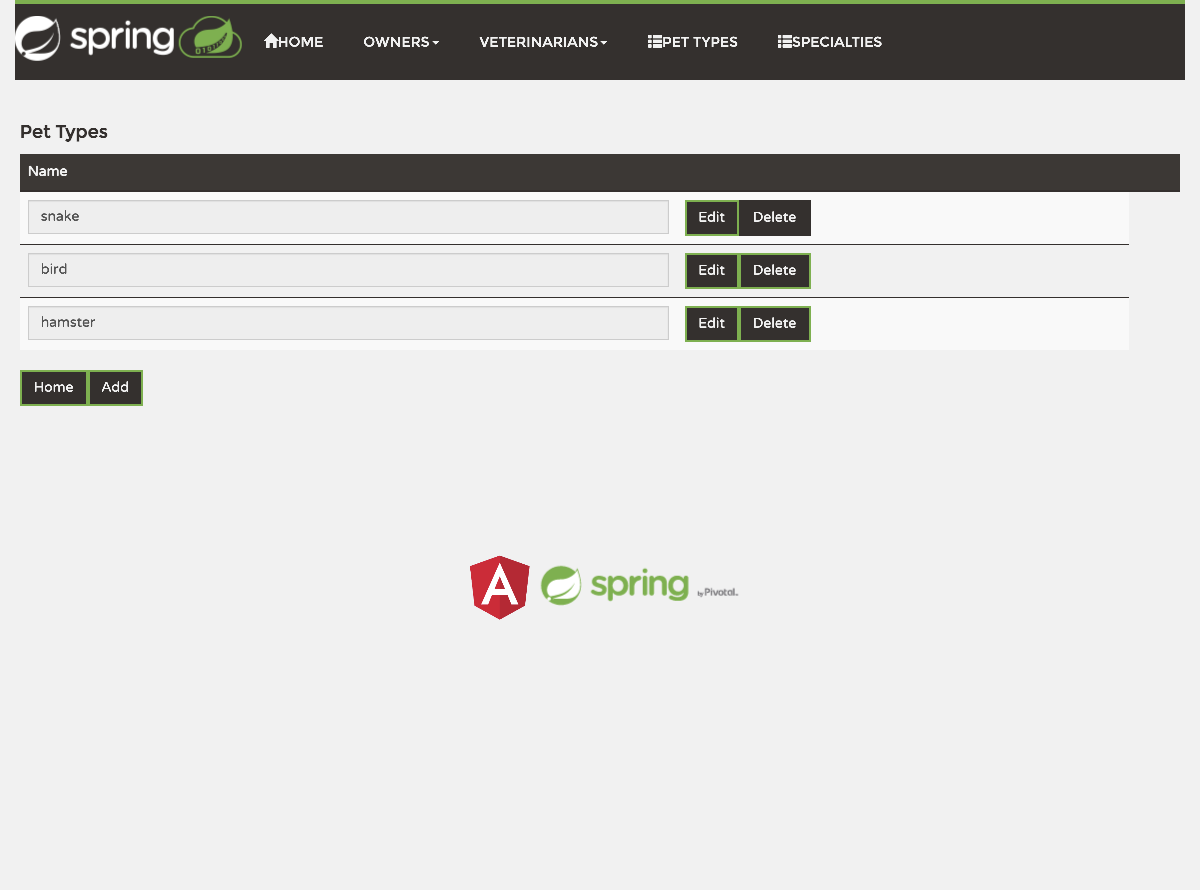 spring HOME OWNERS VETERINARIANS PET TYPES SPECIALTIES
Pet Types
Name
snake Edit Delete
bird Edit Delete
hamster Edit Delete
Home Add
spring by Pivotal.